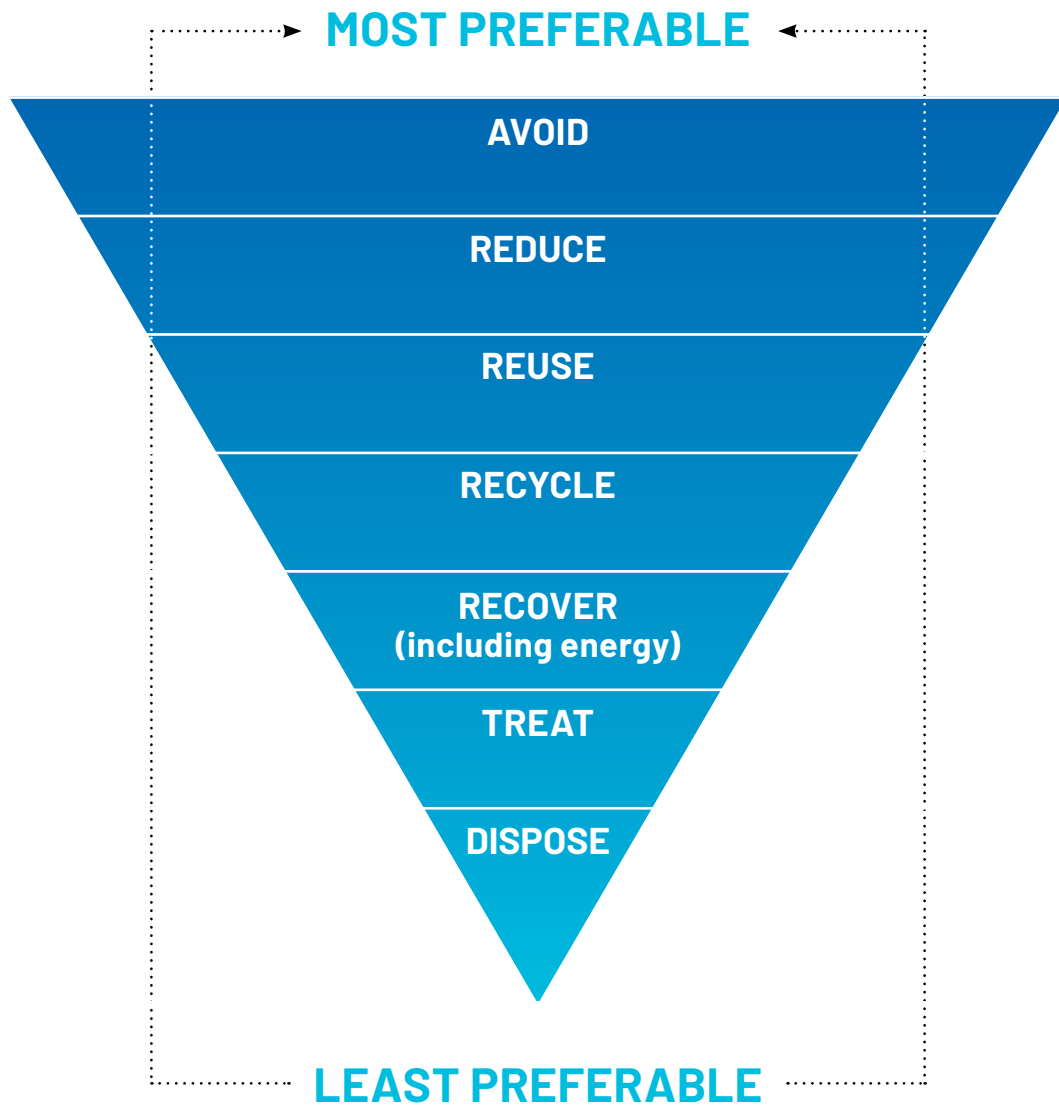 MOST PREFERABLE
AVOID
REDUCE
REUSE
RECYCLE
RECOVER
(including energy)
TREAT
DISPOSE
LEAST PREFERABLE